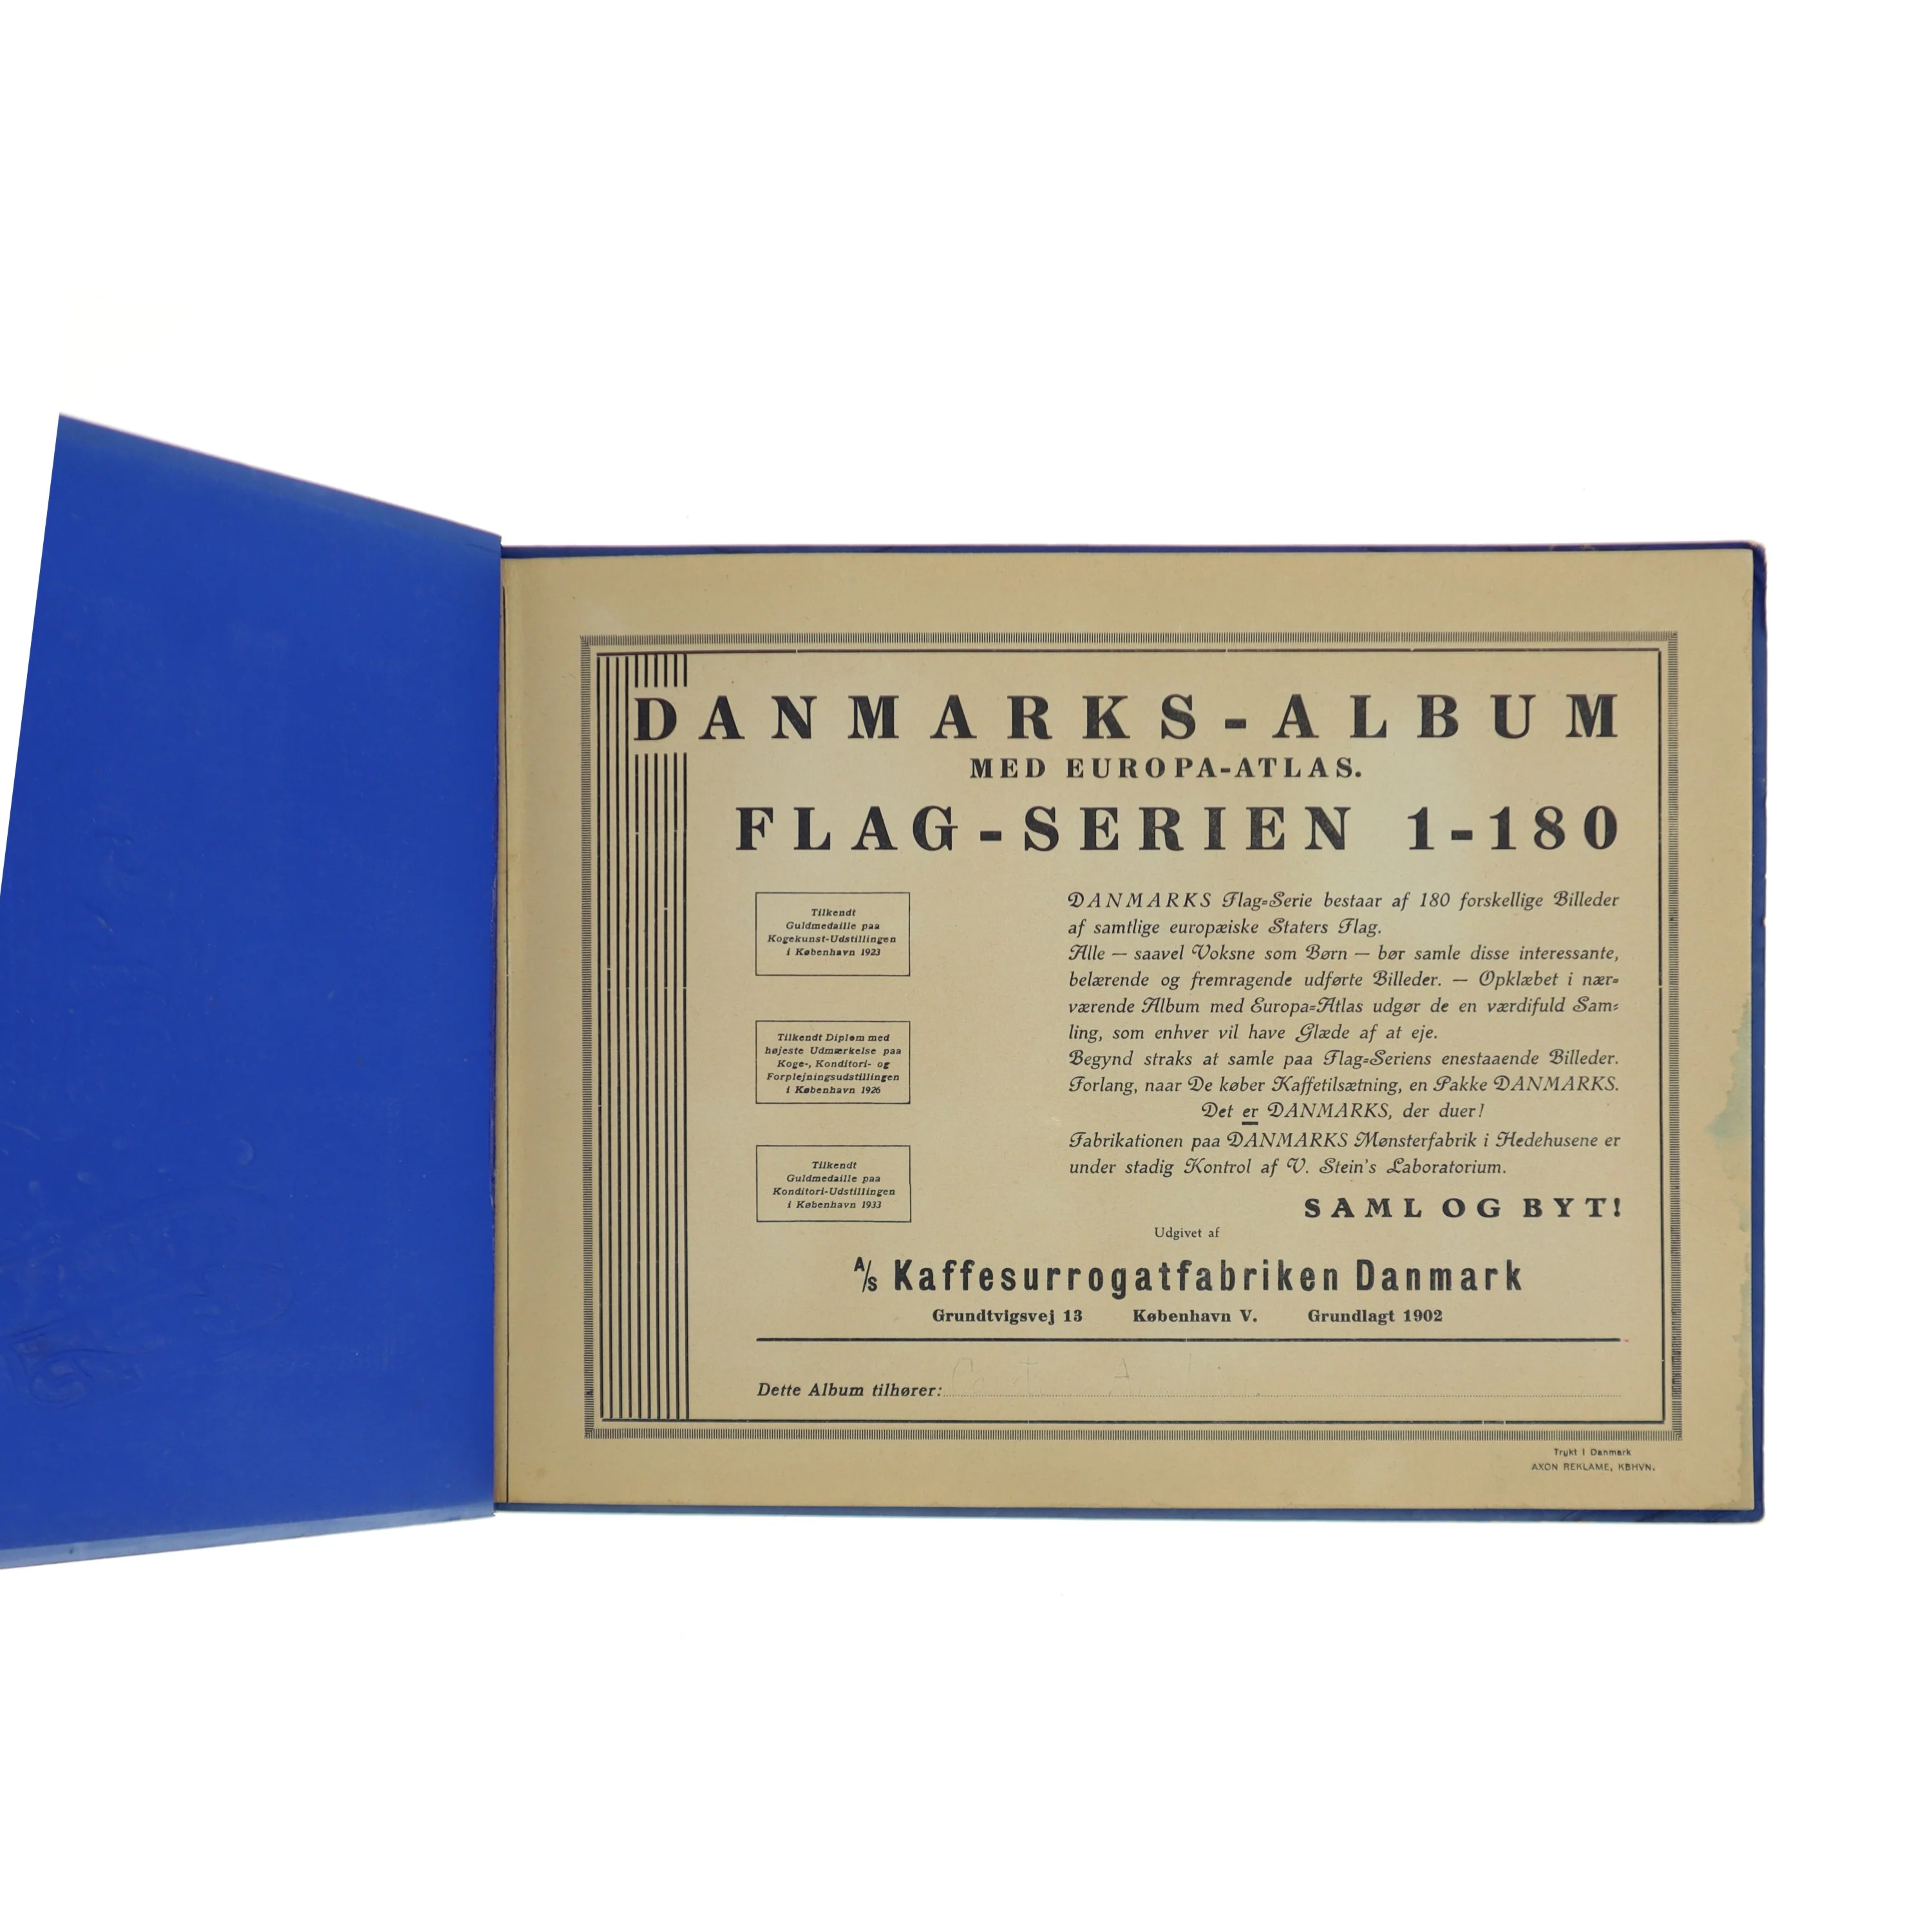 DANMARKS-ALBUM
MED EUROPA-ATLAS.
FLAG-SERIEN 1-180
Tilkendt
Guldmedaille paa
Kogekunst-Udstillingen
i København 1923
Tilkendt Diplom med
højeste Udmærkelse paa
Koge-, Konditori- og
Forplejningsudstillingen
i København 1926
Tilkendt
Guldmedaille paa
Konditori-Udstillingen
i København 1933
DANMARKS Flag=Serie bestaar af 180 forskellige Billeder
af samtlige europæiske Staters Flag.
Alle — saavel Voksne som Børn — bør samle disse interessante,
belærende og fremragende udførte Billeder. — Opklæbet i nær=
værende Album med Europa=Atlas udgør de en værdifuld Sam=
ling, som enhver vil have Glæde af at eje.
Begynd straks at samle paa Flag=Seriens enestaaende Billeder.
Forlang, naar De køber Kaffetilsætning, en Pakke DANMARKS.
Det er DANMARKS, der duer!
Fabrikationen paa DANMARKS Mønsterfabrik i Hedehusene er
under stadig Kontrol af V. Stein's Laboratorium.
SAML OG BYT!
Udgivet af
A/S Kaffesurrogatfabriken Danmark
Grundtvigsvej 13 København V. Grundlagt 1902
Dette Album tilhører:
Trykt i Danmark
AXON REKLAME, KBHVN.